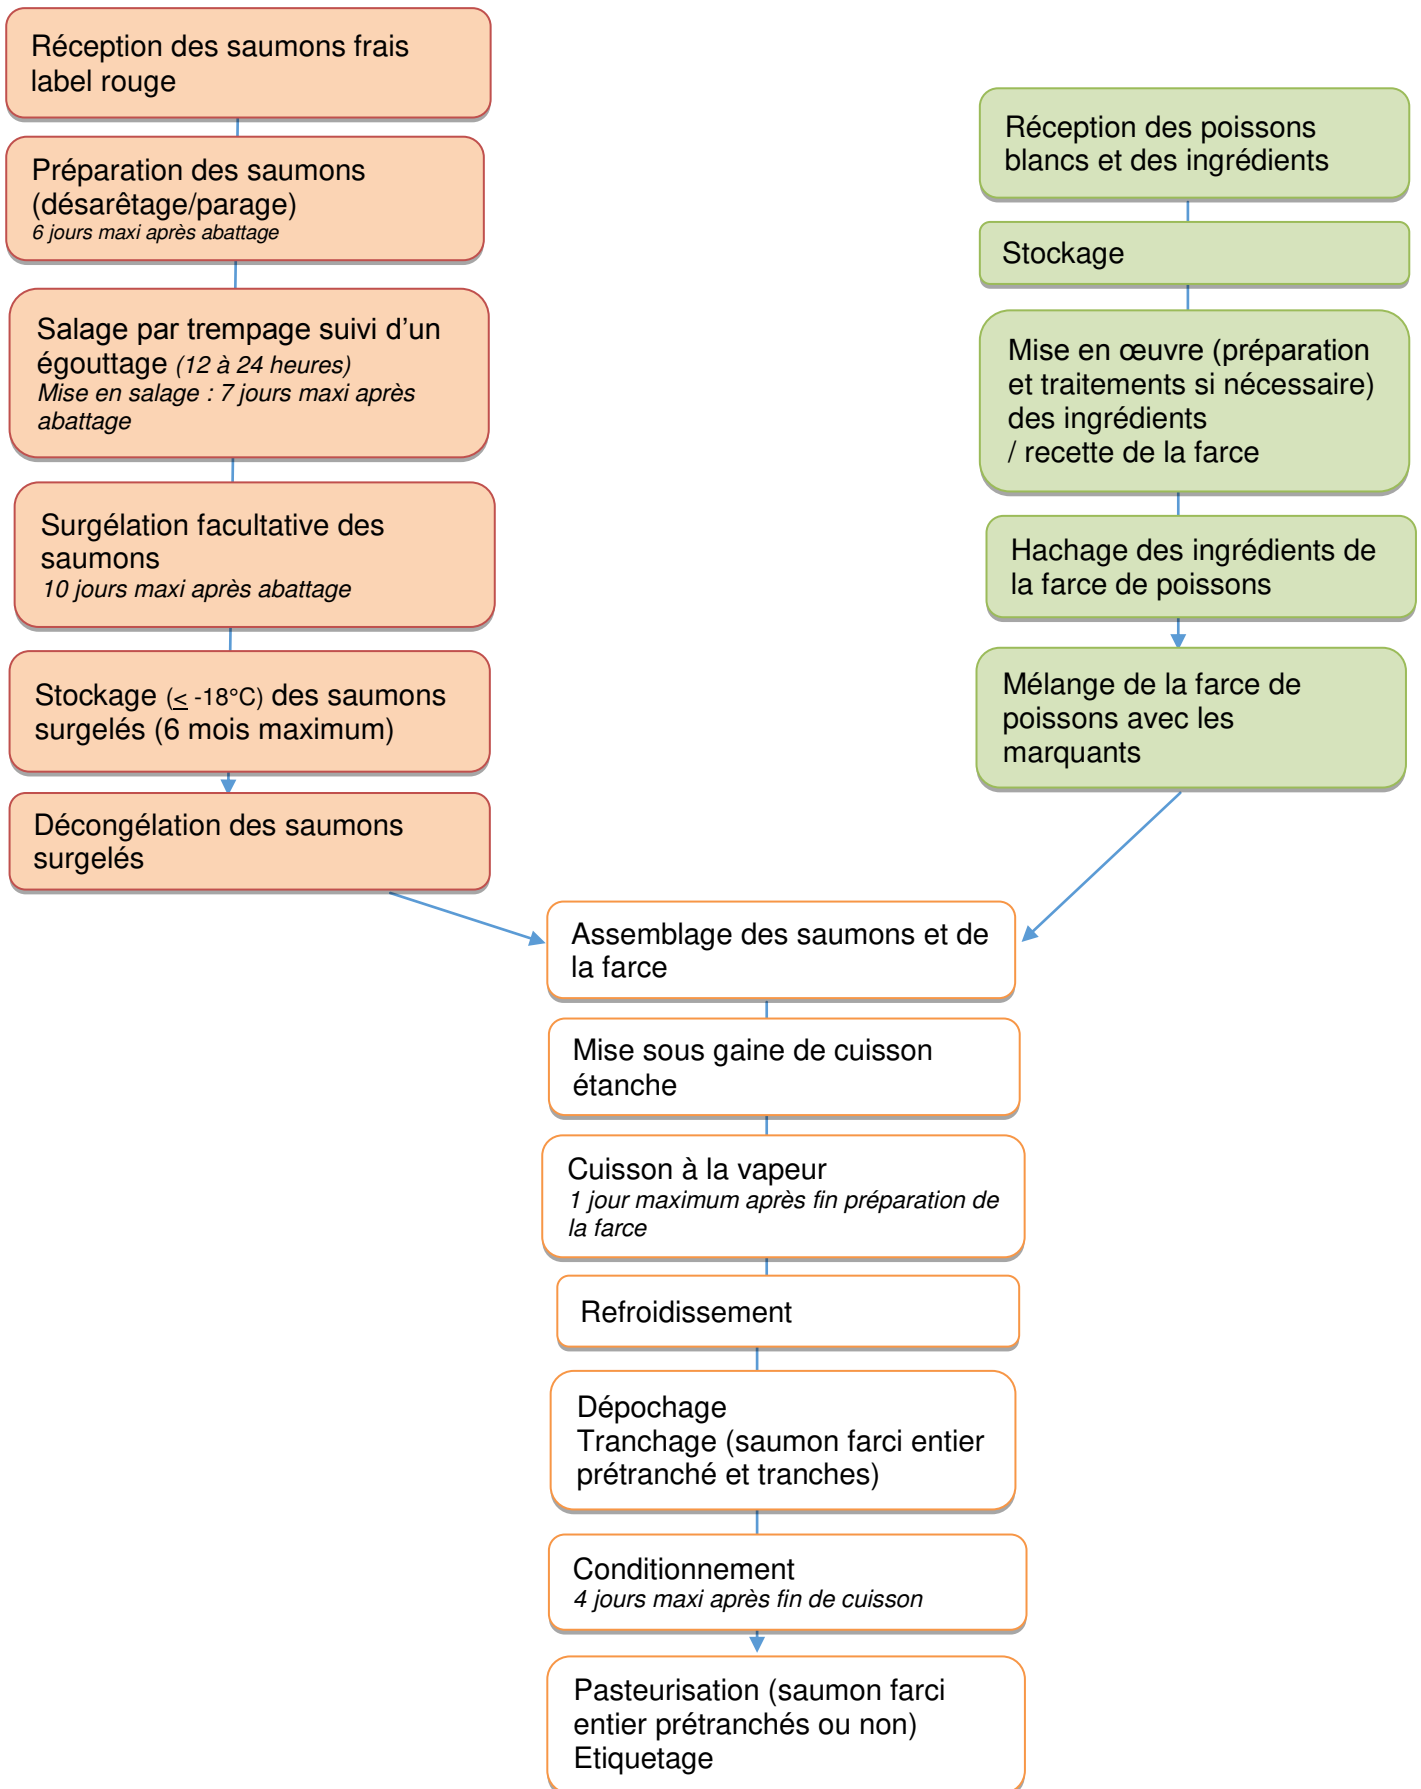 Réception des saumons frais
label rouge
Préparation des saumons
(désarêtage/parage)
6 jours maxi après abattage
Salage par trempage suivi d'un
égouttage (12 à 24 heures)
Mise en salage : 7 jours maxi après
abattage
Surgélation facultative des
saumons
10 jours maxi après abattage
Stockage (≤ -18°C) des saumons
surgelés (6 mois maximum)
Décongélation des saumons
surgelés
Réception des poissons
blancs et des ingrédients
Stockage
Mise en œuvre (préparation
et traitements si nécessaire)
des ingrédients
/ recette de la farce
Hachage des ingrédients de
la farce de poissons
Mélange de la farce de
poissons avec les
marquants
Assemblage des saumons et de
la farce
Mise sous gaine de cuisson
étanche
Cuisson à la vapeur
1 jour maximum après fin préparation de
la farce
Refroidissement
Dépochage
Tranchage (saumon farci entier
prétranché et tranches)
Conditionnement
4 jours maxi après fin de cuisson
Pasteurisation (saumon farci
entier prétranchés ou non)
Etiquetage